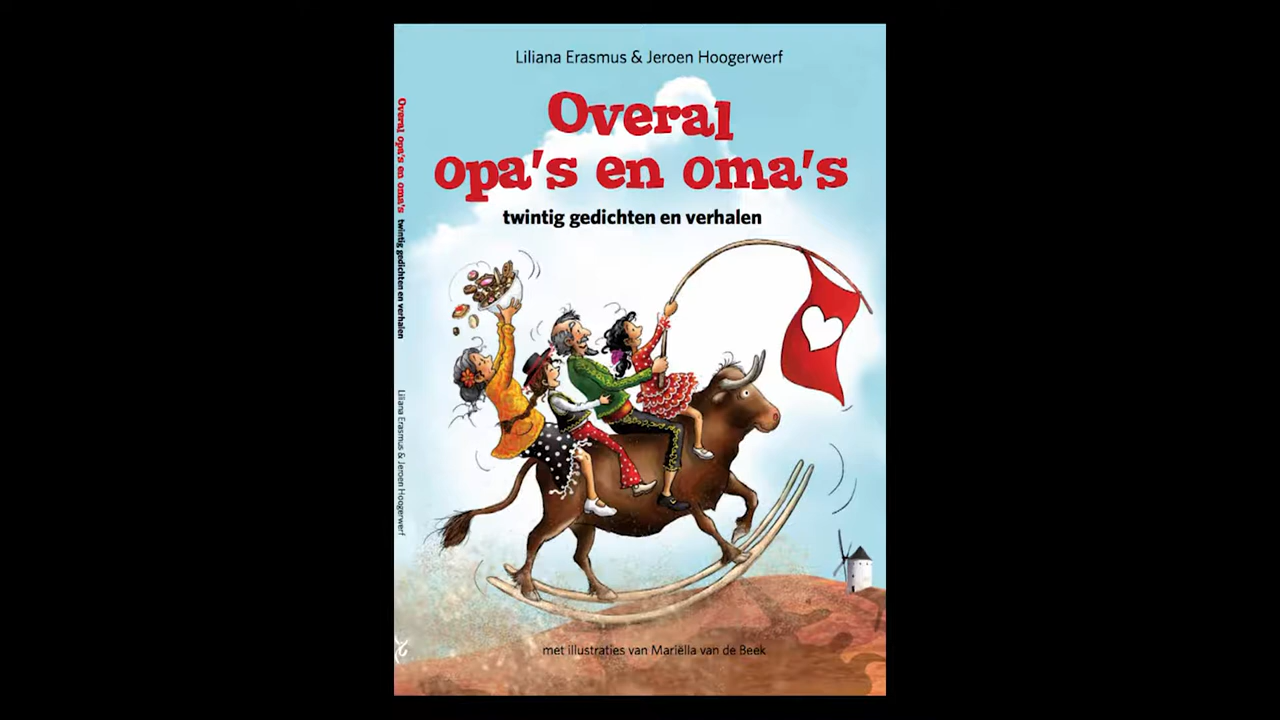 Liliana Erasmus & Jeroen Hoogerwerf
Overal
opa's en oma's
twintig gedichten en verhalen
met illustraties van Mariëlla van de Beek
Overal opa's en oma's twintig gedichten en verhalen
Liliana Erasmus & Jeroen Hoogerwerf